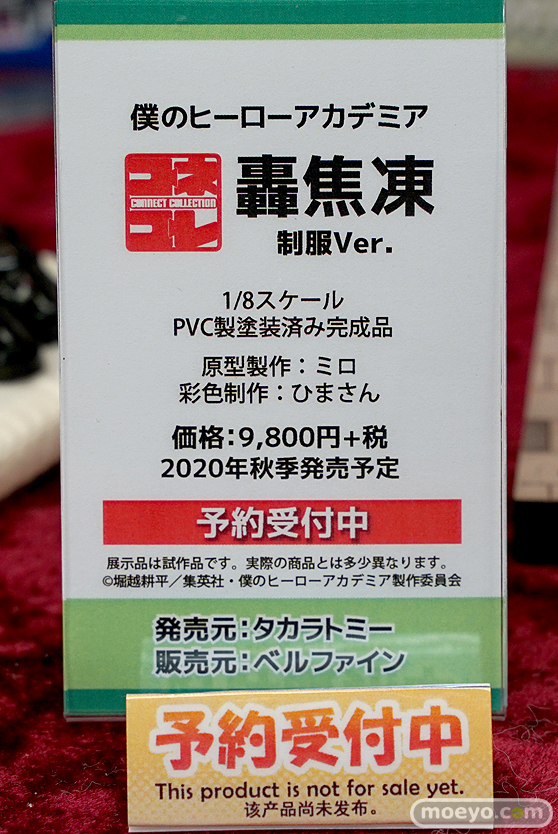 僕のヒーローアカデミア
コネ
CONNECT COLLECTION
コレ
轟焦凍
制服Ver.
1/8スケール
PVC製塗装済み完成品
原型製作：ミロ
彩色制作：ひまさん
価格：9,800円+税
2020年秋季発売予定
予約受付中
展示品は試作品です。実際の商品とは多少異なります。
©堀越耕平／集英社・僕のヒーローアカデミア製作委員会
発売元：タカラトミー
販売元：ベルファイン
予約受付中
This product is not for sale yet.
该产品尚未发布。
moeyo.com